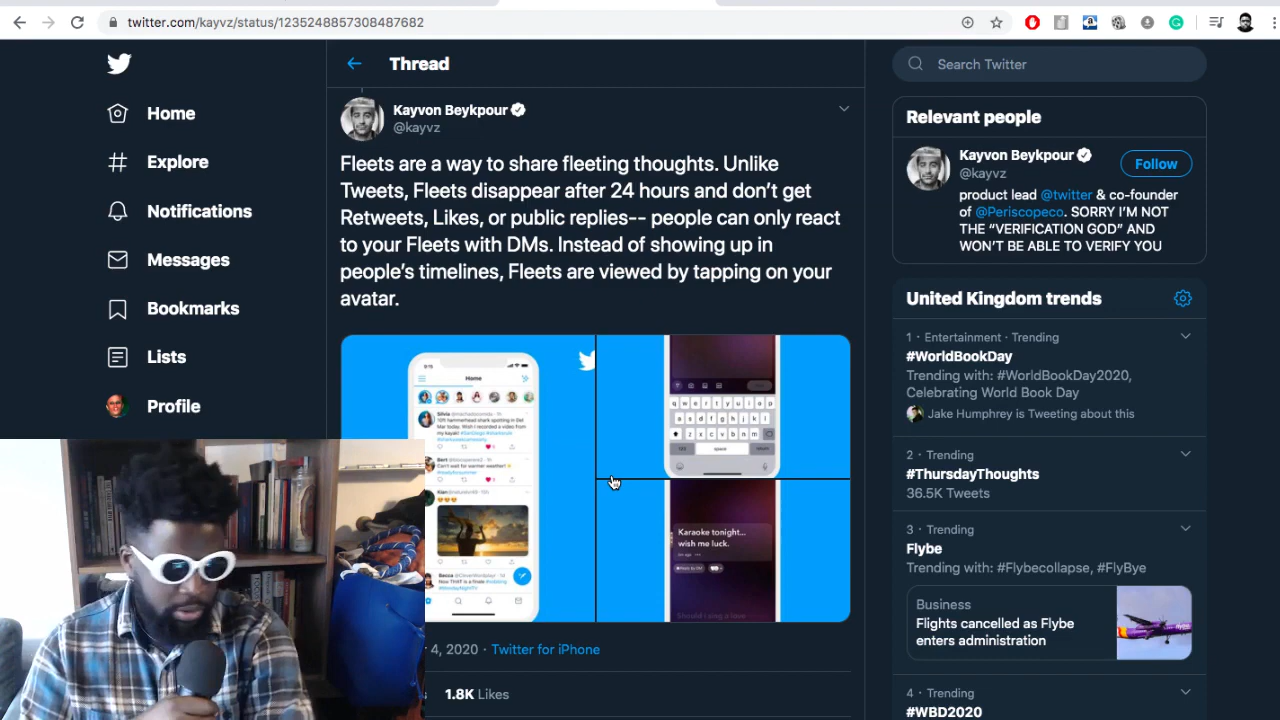 twitter.com/kayvz/status/1235248857308487682
Home
Explore
Notifications
Messages
Bookmarks
Lists
Profile
Thread
Kayvon Beykpour
@kayvz
Fleets are a way to share fleeting thoughts. Unlike
Tweets, Fleets disappear after 24 hours and don't get
Retweets, Likes, or public replies-- people can only react
to your Fleets with DMs. Instead of showing up in
people's timelines, Fleets are viewed by tapping on your
avatar.
Home
Karaoke tonight...
wish me luck.
4, 2020 · Twitter for iPhone
1.8K Likes
Search Twitter
Relevant people
Kayvon Beykpour
@kayvz
Follow
product lead @twitter & co-founder
of @Periscopeco. SORRY I'M NOT
THE “VERIFICATION GOD” AND
WON'T BE ABLE TO VERIFY YOU
United Kingdom trends
1 · Entertainment · Trending
#WorldBookDay
Trending with: #WorldBookDay2020,
Celebrating World Book Day
Jake Humphrey is Tweeting about this
2 · Trending
#ThursdayThoughts
36.5K Tweets
3 · Trending
Flybe
Trending with: #Flybecollapse, #FlyBye
Business
Flights cancelled as Flybe
enters administration
4 · Trending
#WBD2020